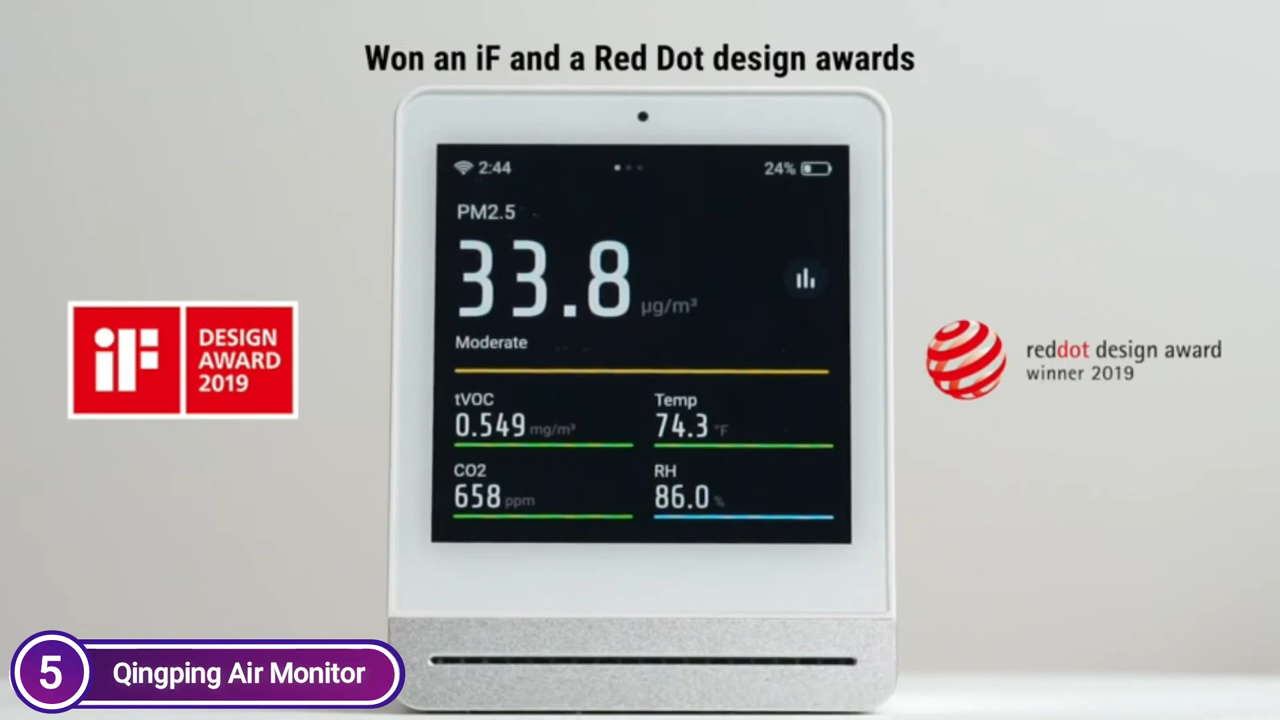 Won an iF and a Red Dot design awards
2:44
24%
PM2.5
33.8 µg/m³
Moderate
tVOC
0.549 mg/m³
Temp
74.3 °F
CO2
658 ppm
RH
86.0 %
iF
DESIGN
AWARD
2019
reddot design award
winner 2019
5 Qingping Air Monitor